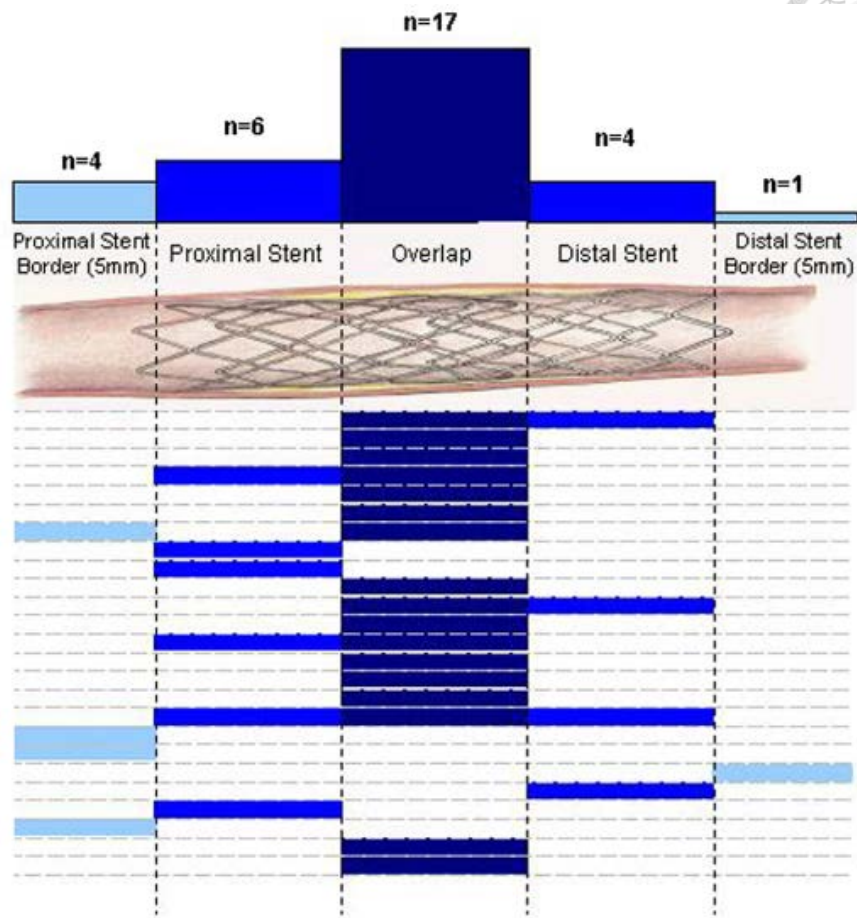 n=17
n=6
n=4
n=4
n=1
Proximal Stent
Border (5mm)
Proximal Stent
Overlap
Distal Stent
Distal Stent
Border (5mm)